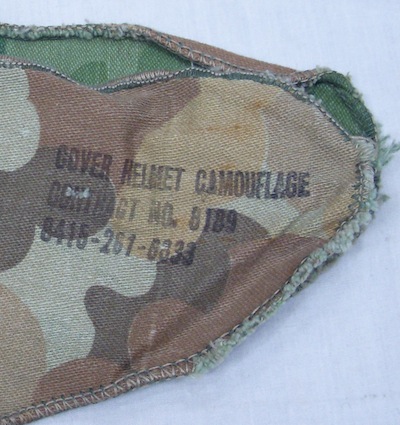 COVER HELMET CAMOUFLAGE
CONTRACT NO. 8189
8415-261-6833